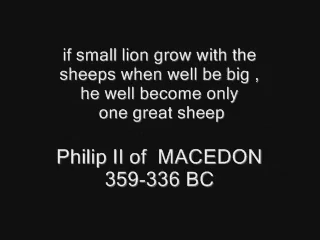 if small lion grow with the
sheeps when well be big ,
he well become only
one great sheep
Philip II of MACEDON
359-336 BC